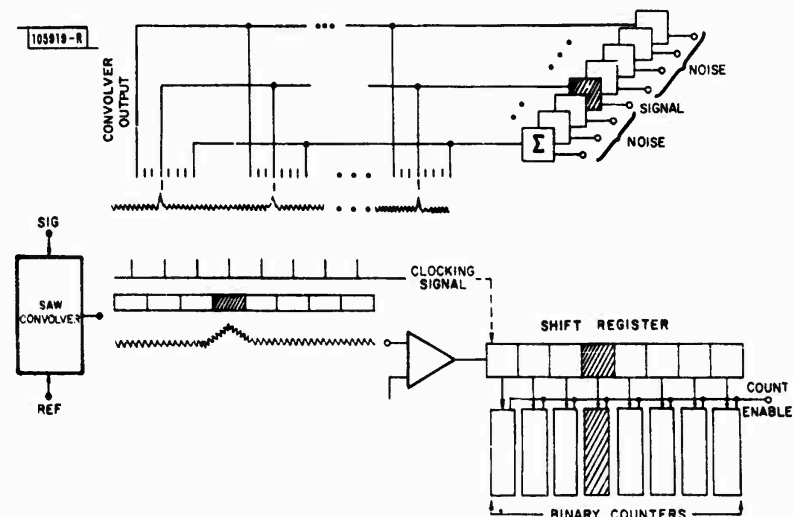 105919-R
CONVOLVER
OUTPUT
NOISE
SIGNAL
NOISE
Σ
SIG
SAW
CONVOLVER
REF
CLOCKING
SIGNAL
SHIFT REGISTER
COUNT
ENABLE
BINARY COUNTERS